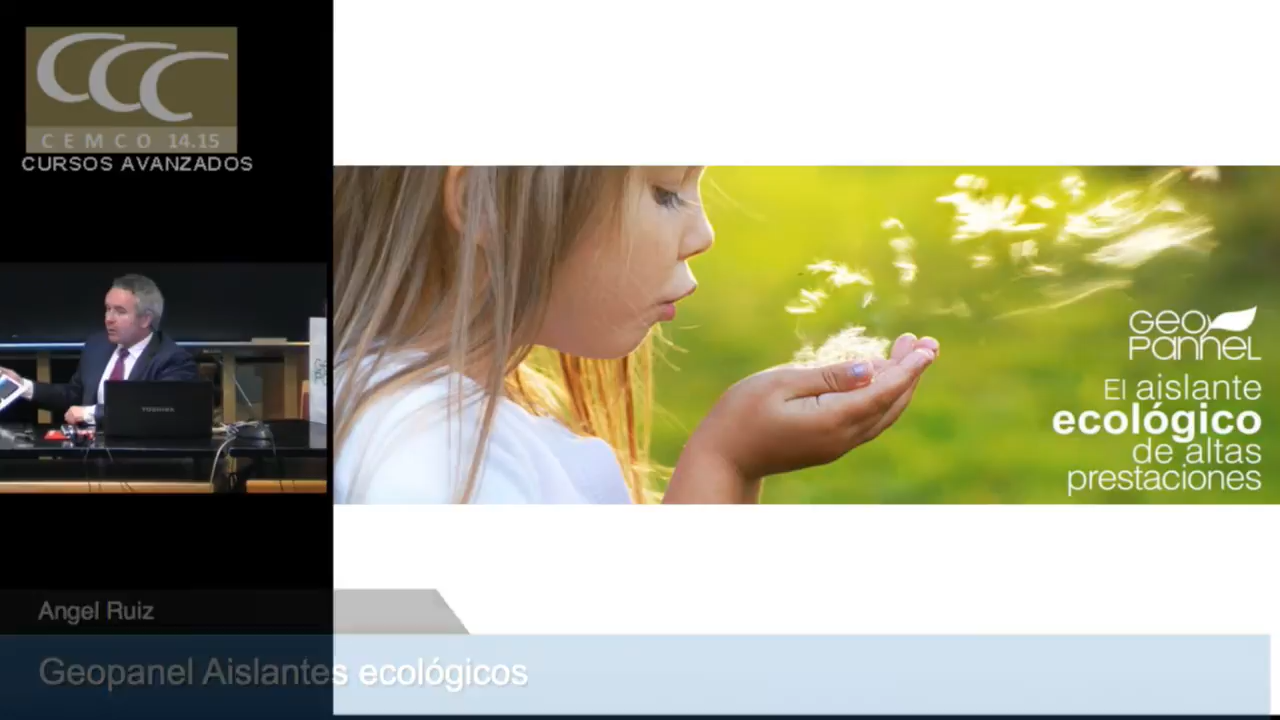 CCC
CEMCO 14.15
CURSOS AVANZADOS
TOSHIBA
GEO
PANNEL
El aislante
ecológico
de altas
prestaciones
Angel Ruiz
Geopanel Aislantes ecológicos